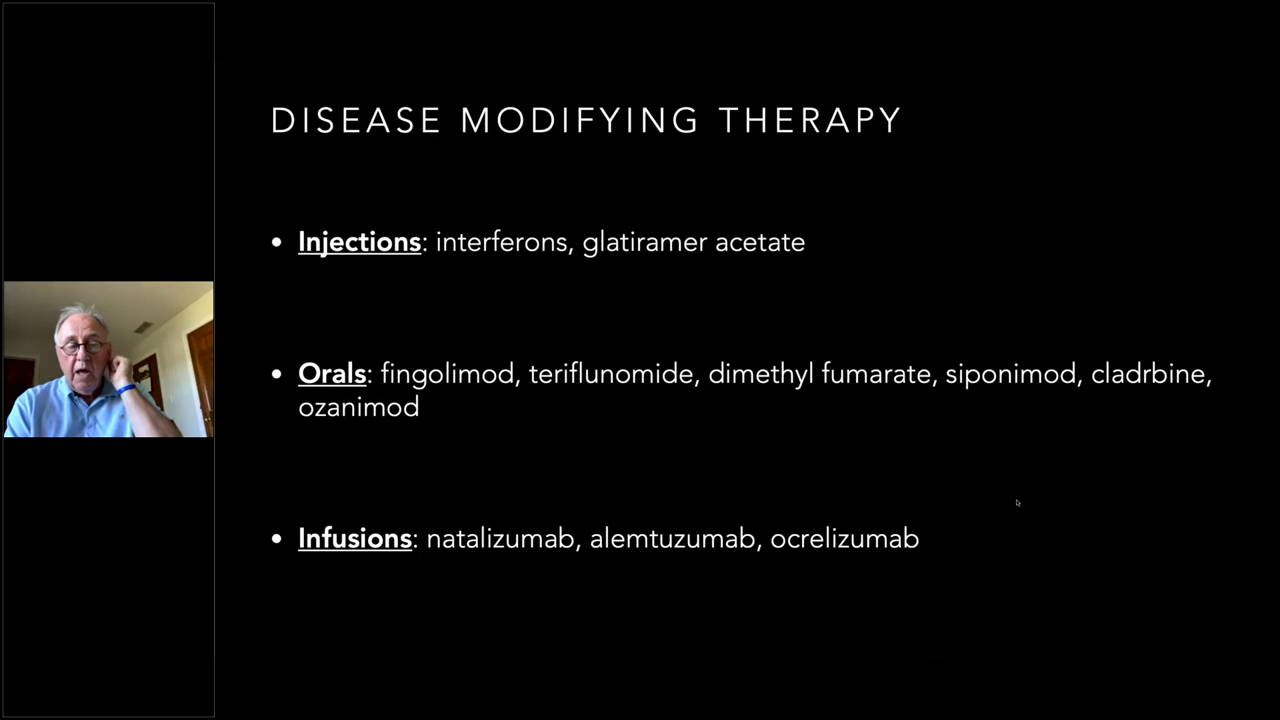 DISEASE MODIFYING THERAPY
• Injections: interferons, glatiramer acetate
• Orals: fingolimod, teriflunomide, dimethyl fumarate, siponimod, cladrbine,
ozanimod
• Infusions: natalizumab, alemtuzumab, ocrelizumab